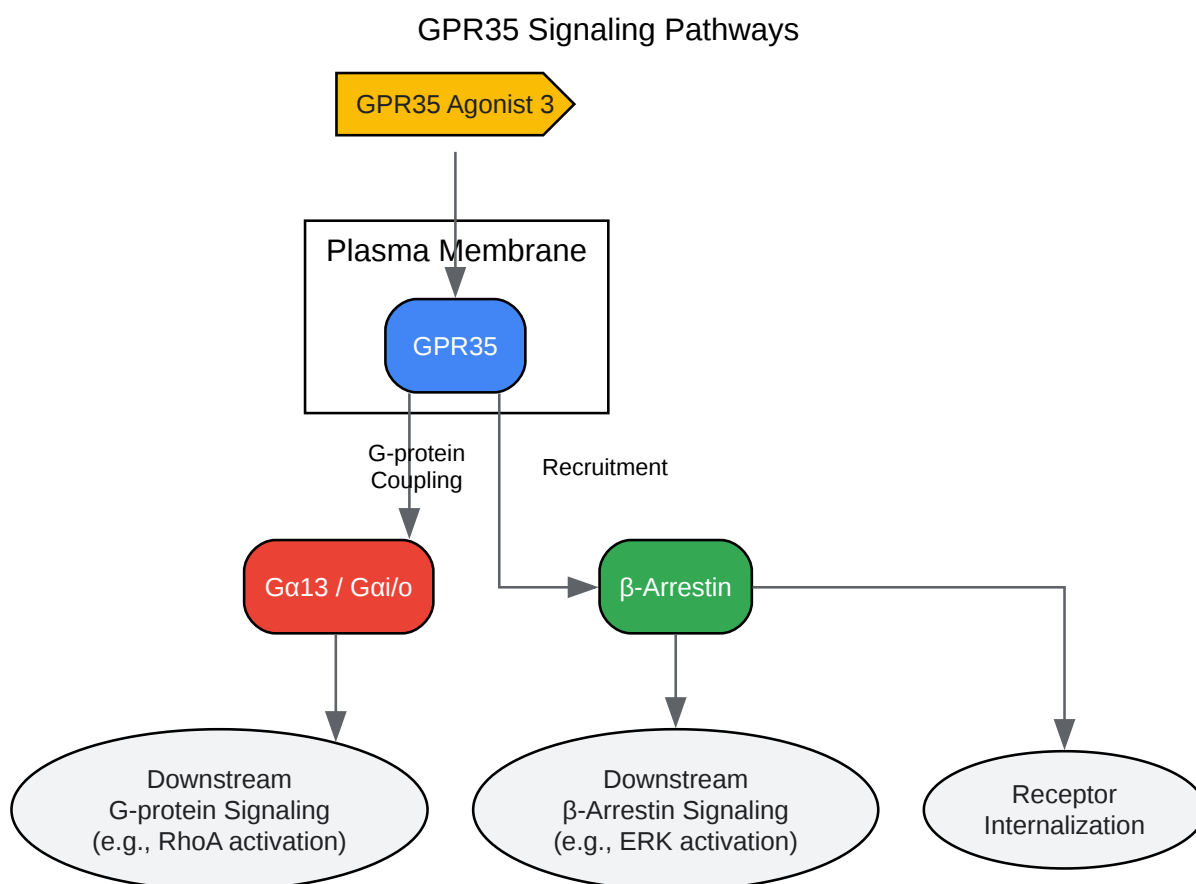 GPR35 Signaling Pathways
GPR35 Agonist 3
Plasma Membrane
GPR35
G-protein
Coupling
Recruitment
Gα13 / Gαi/o
β-Arrestin
Downstream
G-protein Signaling
(e.g., RhoA activation)
Downstream
β-Arrestin Signaling
(e.g., ERK activation)
Receptor
Internalization